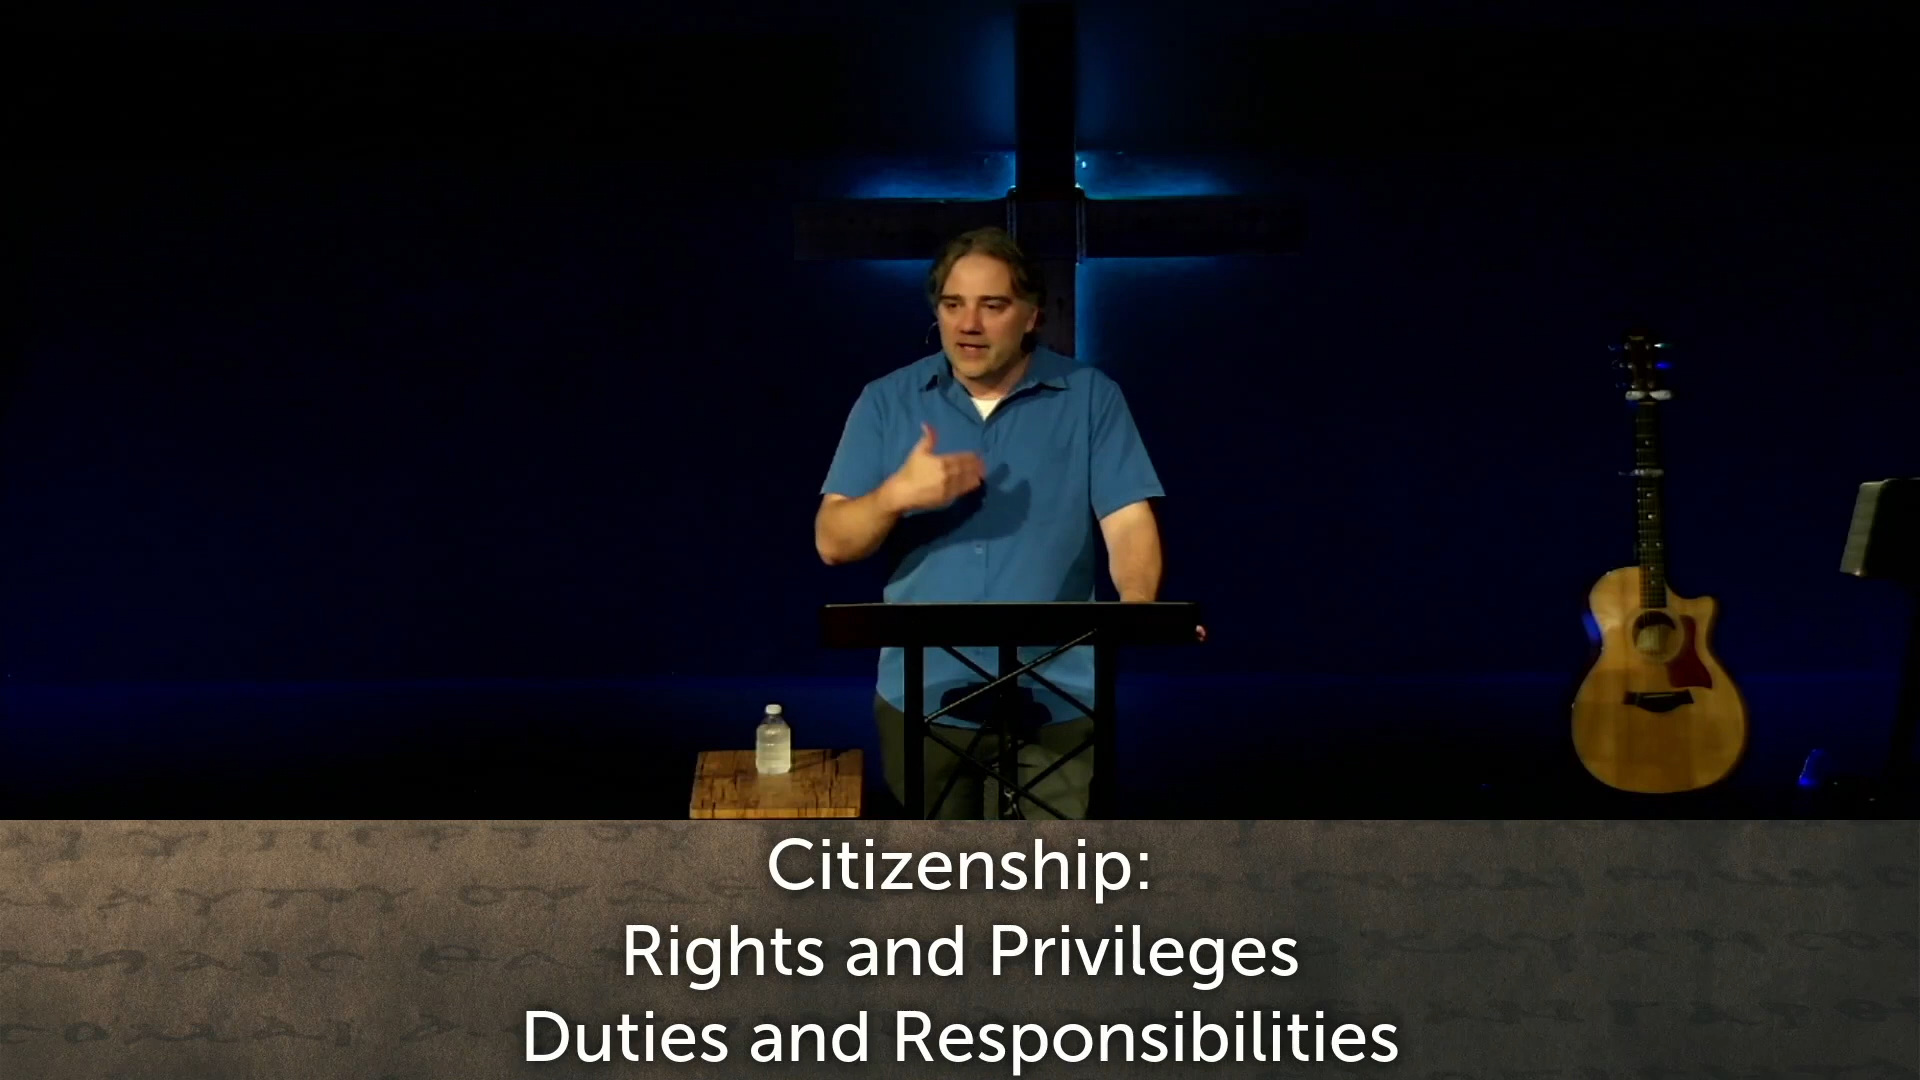 Citizenship:
Rights and Privileges
Duties and Responsibilities